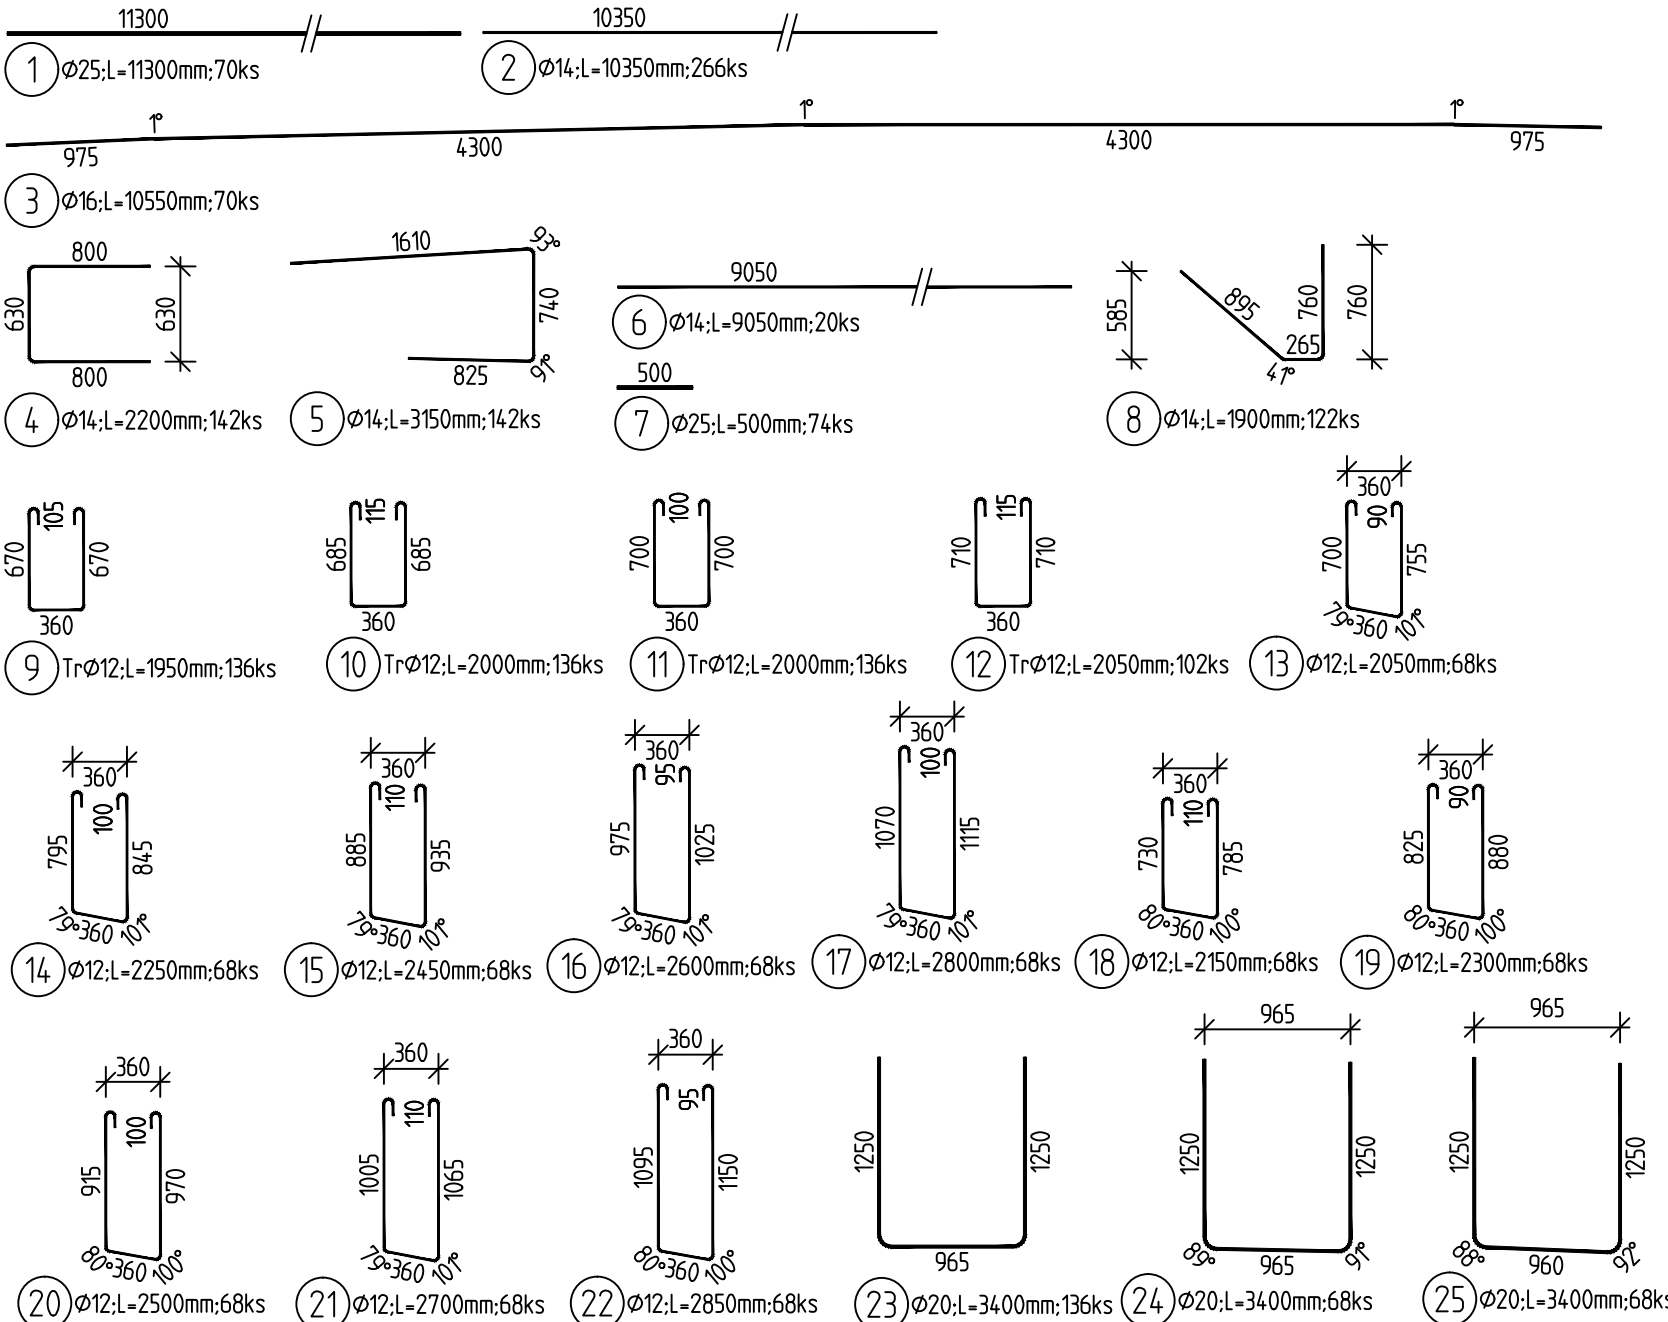 11300
10350
1 Ø25;L=11300mm;70ks
2 Ø14;L=10350mm;266ks
1° 1° 1°
975 4300 4300 975
3 Ø16;L=10550mm;70ks
800
630
630
800
4 Ø14;L=2200mm;142ks
1610
93°
740
825
91°
5 Ø14;L=3150mm;142ks
9050
6 Ø14;L=9050mm;20ks
500
7 Ø25;L=500mm;74ks
585
895
760
760
265
41°
8 Ø14;L=1900mm;122ks
105
670
670
360
9 TrØ12;L=1950mm;136ks
115
685
685
360
10 TrØ12;L=2000mm;136ks
100
700
700
360
11 TrØ12;L=2000mm;136ks
115
710
710
360
12 TrØ12;L=2050mm;102ks
360
90
700
755
79° 360 101°
13 Ø12;L=2050mm;68ks
360
100
795
845
79° 360 101°
14 Ø12;L=2250mm;68ks
360
110
885
935
79° 360 101°
15 Ø12;L=2450mm;68ks
360
95
975
1025
79° 360 101°
16 Ø12;L=2600mm;68ks
360
100
1070
1115
79° 360 101°
17 Ø12;L=2800mm;68ks
360
110
730
785
80° 360 100°
18 Ø12;L=2150mm;68ks
360
90
825
880
80° 360 100°
19 Ø12;L=2300mm;68ks
360
100
915
970
80° 360 100°
20 Ø12;L=2500mm;68ks
360
110
1005
1065
79° 360 101°
21 Ø12;L=2700mm;68ks
360
95
1095
1150
80° 360 100°
22 Ø12;L=2850mm;68ks
1250
1250
965
23 Ø20;L=3400mm;136ks
965
1250
1250
89° 965 91°
24 Ø20;L=3400mm;68ks
965
1250
1250
88° 960 92°
25 Ø20;L=3400mm;68ks